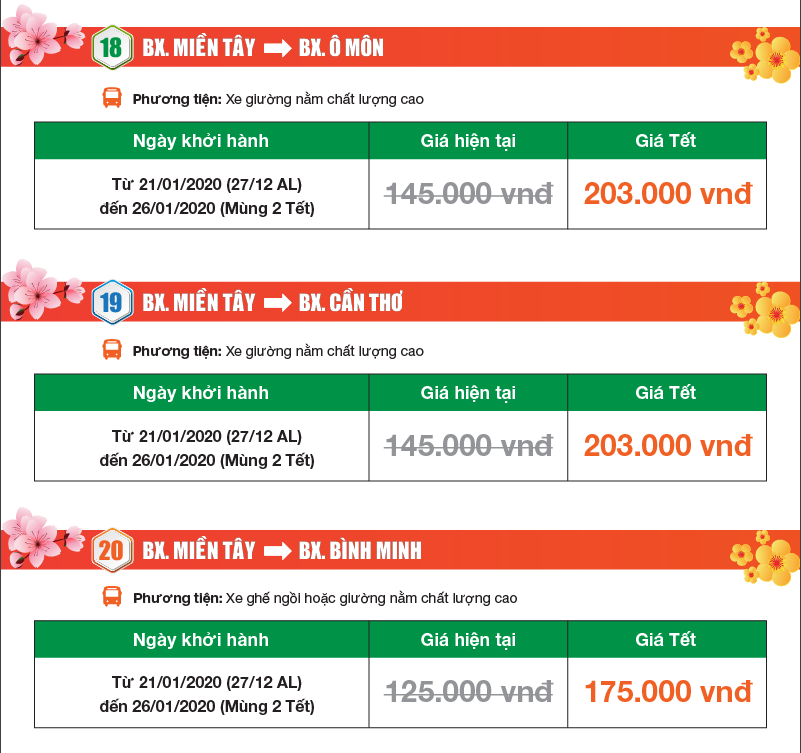 18 BX. MIỀN TÂY BX. Ô MÔN
Phương tiện: Xe giường nằm chất lượng cao
Ngày khởi hành Giá hiện tại Giá Tết
Từ 21/01/2020 (27/12 AL)
đến 26/01/2020 (Mùng 2 Tết)
145.000 vnđ 203.000 vnđ
19 BX. MIỀN TÂY BX. CẦN THƠ
Phương tiện: Xe giường nằm chất lượng cao
Ngày khởi hành Giá hiện tại Giá Tết
Từ 21/01/2020 (27/12 AL)
đến 26/01/2020 (Mùng 2 Tết)
145.000 vnđ 203.000 vnđ
20 BX. MIỀN TÂY BX. BÌNH MINH
Phương tiện: Xe ghế ngồi hoặc giường nằm chất lượng cao
Ngày khởi hành Giá hiện tại Giá Tết
Từ 21/01/2020 (27/12 AL)
đến 26/01/2020 (Mùng 2 Tết)
125.000 vnđ 175.000 vnđ